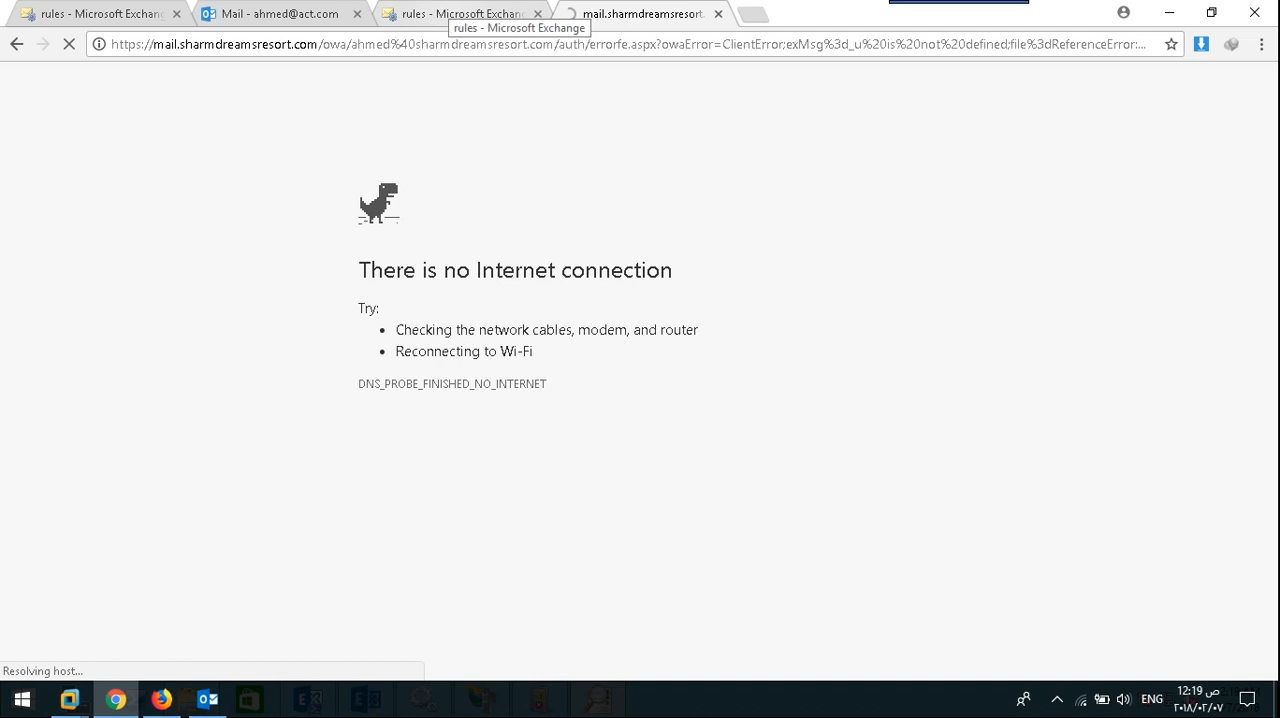 rules - Microsoft Exchang
Mail - ahmed@act.com
rules - Microsoft Exchan
mail.sharmdreamsresort.
rules - Microsoft Exchange
https://mail.sharmdreamsresort.com/owa/ahmed%40sharmdreamsresort.com/auth/errorfe.aspx?owaError=ClientError;exMsg%3d_u%20is%20not%20defined;file%3dReferenceError:...
There is no Internet connection
Try:
• Checking the network cables, modem, and router
• Reconnecting to Wi-Fi
DNS_PROBE_FINISHED_NO_INTERNET
Resolving host...
ENG
12:19 ص
٢٠١٨/٠٢/٠٧